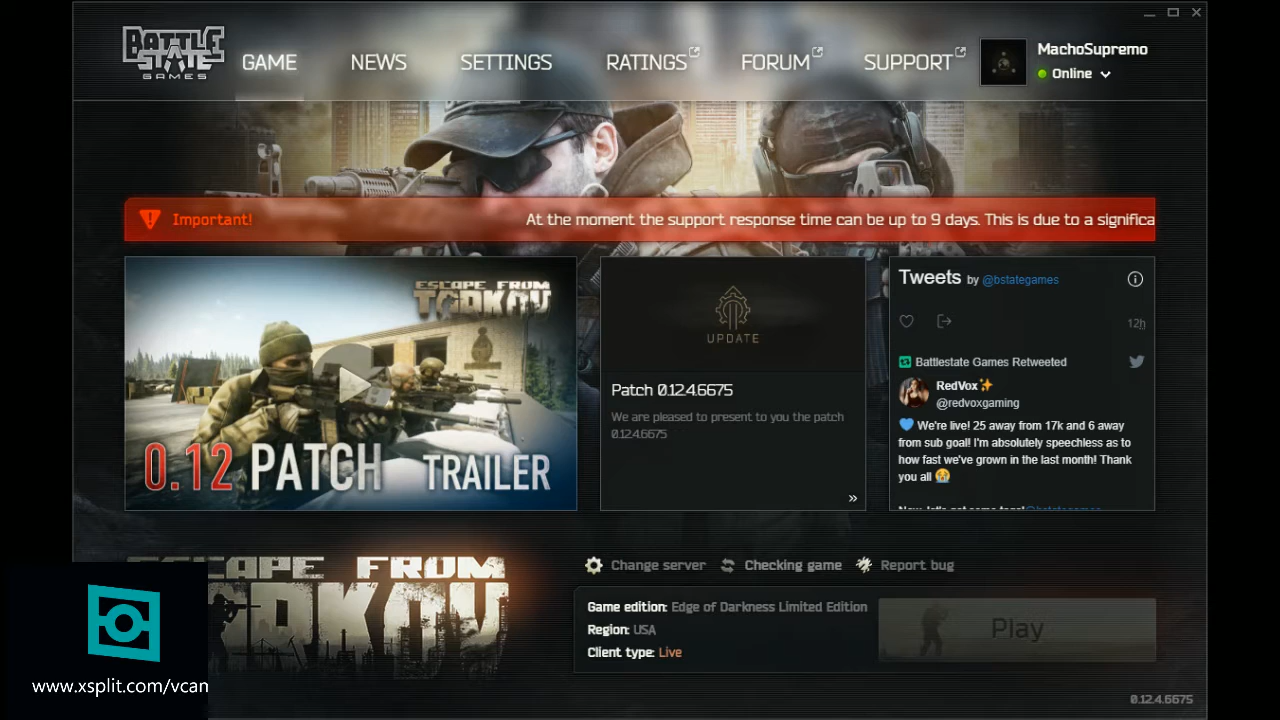 BATTLE
STATE
GAMES
GAME
NEWS
SETTINGS
RATINGS
FORUM
SUPPORT
MachoSupremo
Online
Important!
At the moment the support response time can be up to 9 days. This is due to a significa
ESCAPE FROM
TARKOV
0.12 PATCH TRAILER
UPDATE
Patch 0.12.4.6675
We are pleased to present to you the patch
0.12.4.6675
»
Tweets by @bstategames
12h
Battlestate Games Retweeted
RedVox✨
@redvoxgaming
💙 We're live! 25 away from 17k and 6 away
from sub goal! I'm absolutely speechless as to
how fast we've grown in the last month! Thank
you all 😭
ESCAPE FROM
TARKOV
Change server
Checking game
Report bug
Game edition: Edge of Darkness Limited Edition
Region: USA
Client type: Live
Play
0.12.4.6675
www.xsplit.com/vcan